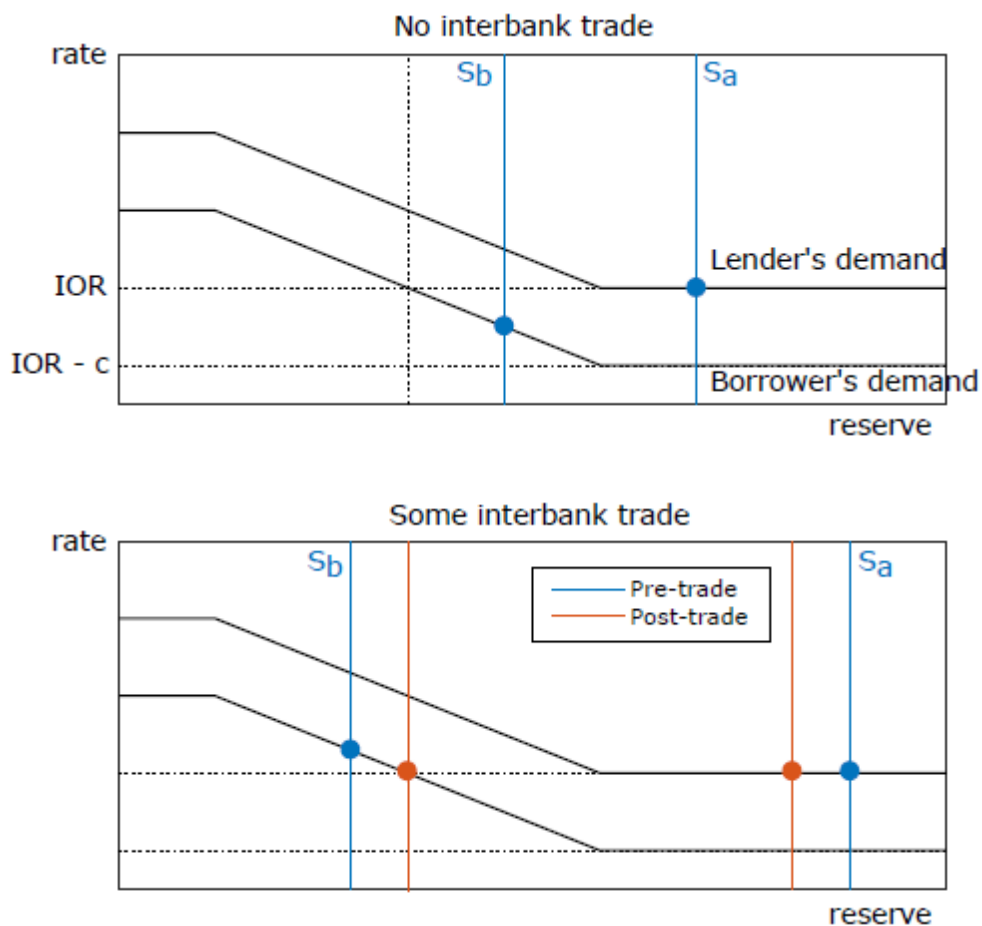 No interbank trade
rate
Sb
Sa
Lender's demand
IOR
IOR - c
Borrower's demand
reserve
Some interbank trade
rate
Sb
Sa
Pre-trade
Post-trade
reserve